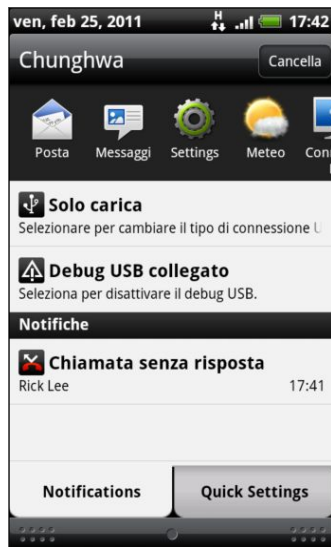 ven, feb 25, 2011 H 17:42
Chunghwa Cancella
Posta Messaggi Settings Meteo
Solo carica
Selezionare per cambiare il tipo di connessione
Debug USB collegato
Seleziona per disattivare il debug USB.
Notifiche
Chiamata senza risposta
Rick Lee 17:41
Notifications Quick Settings